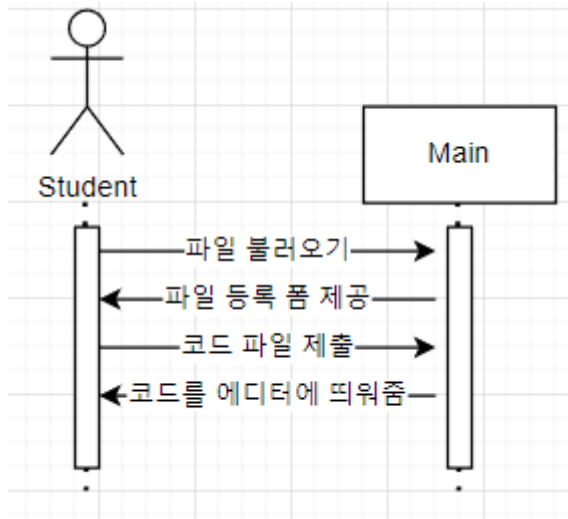 Student
Main
파일 불러오기
파일 등록 폼 제공
코드 파일 제출
코드를 에디터에 띄워줌